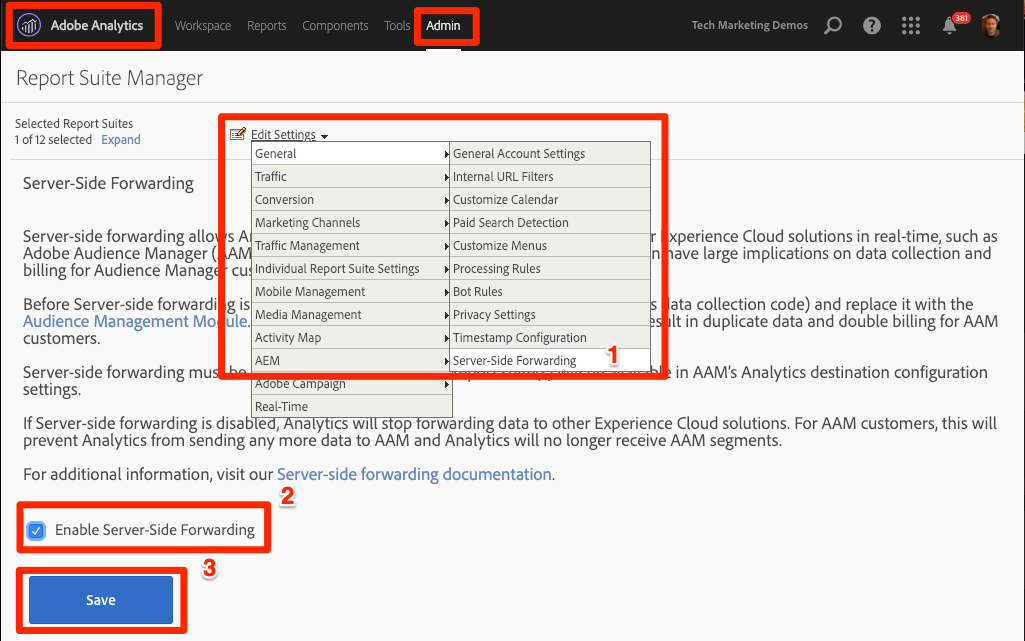 Adobe Analytics Workspace Reports Components Tools Admin Tech Marketing Demos 381
Report Suite Manager
Selected Report Suites
1 of 12 selected Expand
Edit Settings
General
Traffic
Conversion
Marketing Channels
Traffic Management
Individual Report Suite Settings
Mobile Management
Media Management
Activity Map
AEM
Adobe Campaign
Real-Time
General Account Settings
Internal URL Filters
Customize Calendar
Paid Search Detection
Customize Menus
Processing Rules
Bot Rules
Privacy Settings
Timestamp Configuration
Server-Side Forwarding
1
Server-Side Forwarding
Server-side forwarding allows Experience Cloud solutions in real-time, such as
Adobe Audience Manager (AAM have large implications on data collection and
billing for Audience Manager
Before Server-side forwarding is data collection code) and replace it with the
Audience Management Module. in duplicate data and double billing for AAM
customers.
Server-side forwarding must be in AAM's Analytics destination configuration
settings.
If Server-side forwarding is disabled, Analytics will stop forwarding data to other Experience Cloud solutions. For AAM customers, this will
prevent Analytics from sending any more data to AAM and Analytics will no longer receive AAM segments.
For additional information, visit our Server-side forwarding documentation.
2
Enable Server-Side Forwarding
3
Save